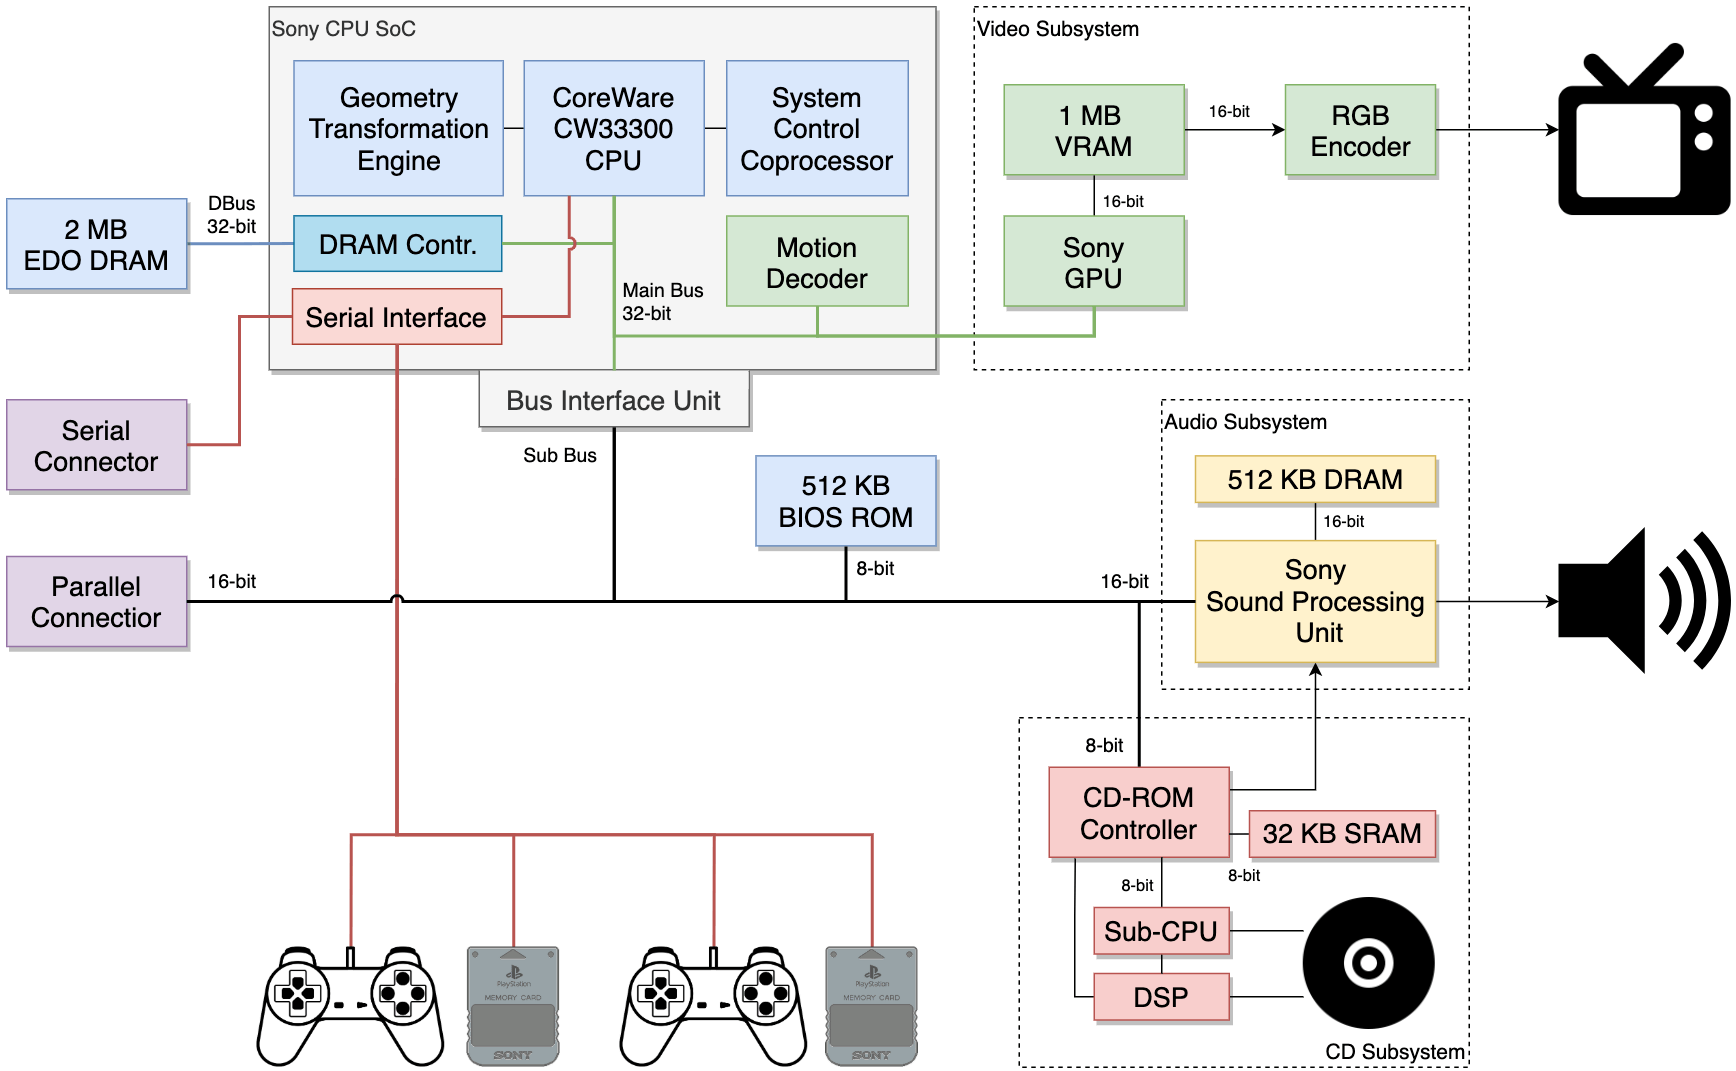 Sony CPU SoC
Geometry
Transformation
Engine
CoreWare
CW33300
CPU
System
Control
Coprocessor
Video Subsystem
1 MB
VRAM
16-bit
RGB
Encoder
16-bit
Sony
GPU
2 MB
EDO DRAM
DBus
32-bit
DRAM Contr.
Motion
Decoder
Main Bus
32-bit
Serial Interface
Bus Interface Unit
Serial
Connector
Sub Bus
512 KB
BIOS ROM
8-bit
Audio Subsystem
512 KB DRAM
16-bit
Sony
Sound Processing
Unit
Parallel
Connectior
16-bit
16-bit
8-bit
CD-ROM
Controller
32 KB SRAM
8-bit
8-bit
Sub-CPU
DSP
CD Subsystem
PlayStation
MEMORY CARD
SONY
PlayStation
MEMORY CARD
SONY